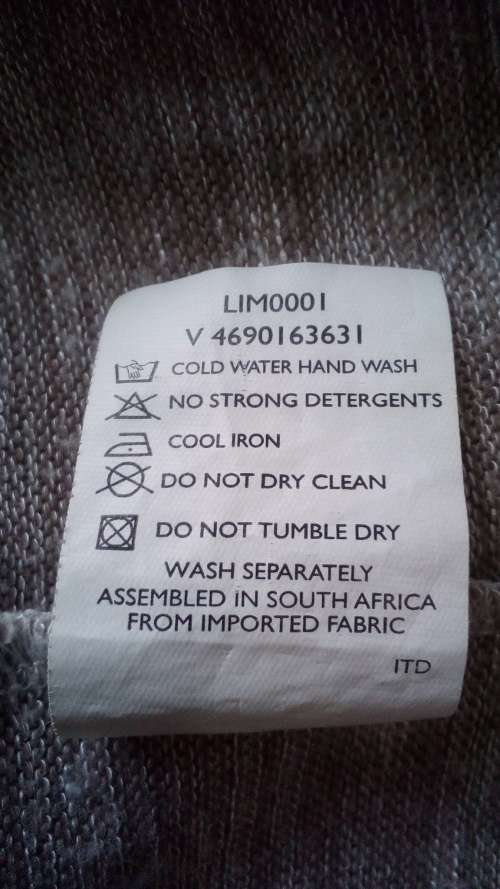 LIM0001
V 4690163631
COLD WATER HAND WASH
NO STRONG DETERGENTS
COOL IRON
DO NOT DRY CLEAN
DO NOT TUMBLE DRY
WASH SEPARATELY
ASSEMBLED IN SOUTH AFRICA
FROM IMPORTED FABRIC
ITD